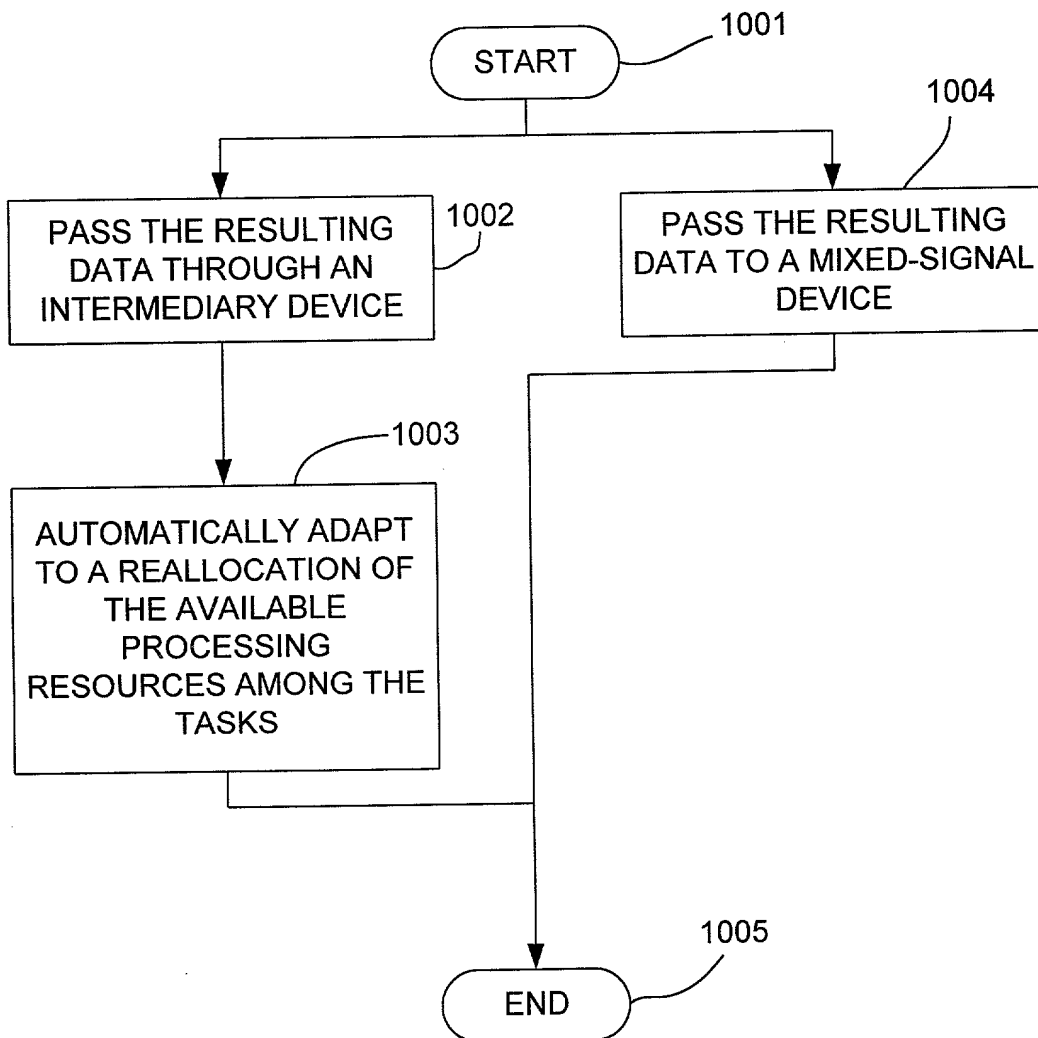 1001
START
1004
PASS THE RESULTING
DATA THROUGH AN
INTERMEDIARY DEVICE
1002
PASS THE RESULTING
DATA TO A MIXED-SIGNAL
DEVICE
1003
AUTOMATICALLY ADAPT
TO A REALLOCATION OF
THE AVAILABLE
PROCESSING
RESOURCES AMONG THE
TASKS
1005
END